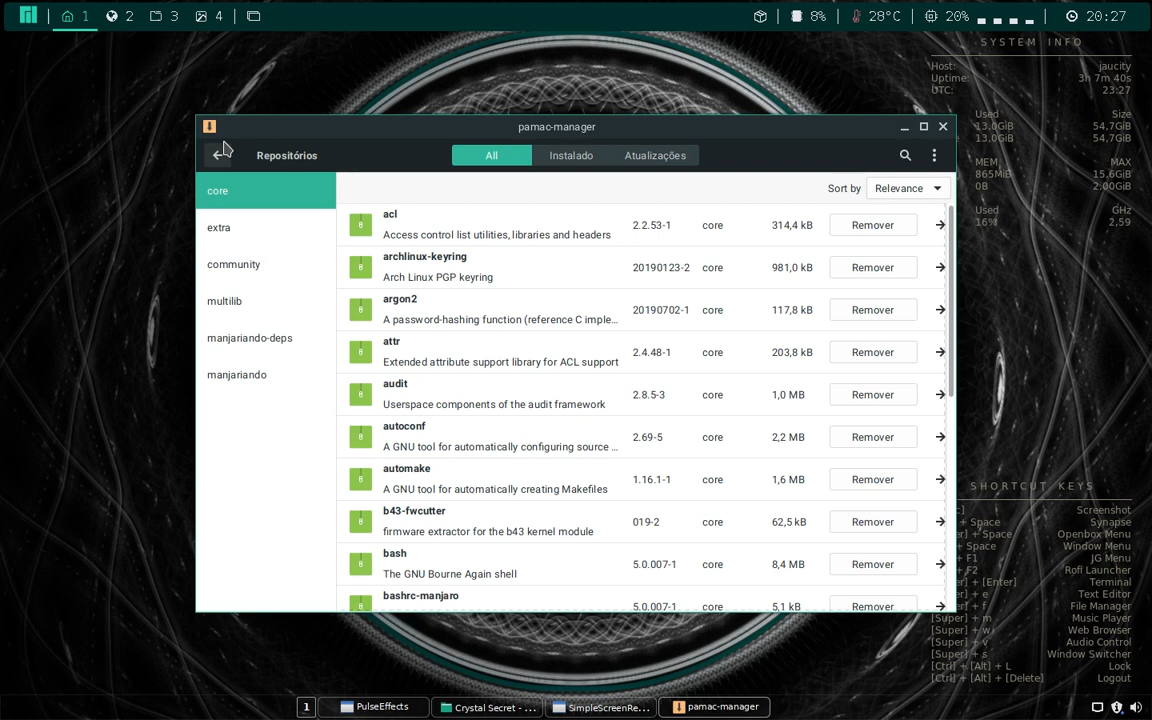 1
2
3
4
8%
28°C
20%
20:27
SYSTEM INFO
Host: jaucity
Uptime: 3h 7m 40s
UTC: 23:27
Used Size
13,0GiB 54,7GiB
13,0GiB 54,7GiB
MEM MAX
865MiB 15,6GiB
0B 2,00GiB
Used GHz
16% 2,59
pamac-manager
Repositórios
All
Instalado
Atualizações
core
extra
community
multilib
manjariando-deps
manjariando
Sort by Relevance
acl
Access control list utilities, libraries and headers
2.2.53-1 core 314,4 kB Remover
archlinux-keyring
Arch Linux PGP keyring
20190123-2 core 981,0 kB Remover
argon2
A password-hashing function (reference C imple...
20190702-1 core 117,8 kB Remover
attr
Extended attribute support library for ACL support
2.4.48-1 core 203,8 kB Remover
audit
Userspace components of the audit framework
2.8.5-3 core 1,0 MB Remover
autoconf
A GNU tool for automatically configuring source ...
2.69-5 core 2,2 MB Remover
automake
A GNU tool for automatically creating Makefiles
1.16.1-1 core 1,6 MB Remover
b43-fwcutter
firmware extractor for the b43 kernel module
019-2 core 62,5 kB Remover
bash
The GNU Bourne Again shell
5.0.007-1 core 8,4 MB Remover
bashrc-manjaro
5.0.007-1 core 5,1 kB Remover
SHORTCUT KEYS
c] Screenshot
+ Space Synapse
er] + Space Openbox Menu
+ Space Window Menu
+ F1 JG Menu
+ F2 Rofi Launcher
er] + [Enter] Terminal
er] + e Text Editor
er] + f File Manager
[Super] + m Music Player
[Super] + w Web Browser
[Super] + v Audio Control
[Super] + s Window Switcher
[Ctrl] + [Alt] + L Lock
[Ctrl] + [Alt] + [Delete] Logout
1
PulseEffects
Crystal Secret - ...
SimpleScreenRe...
pamac-manager